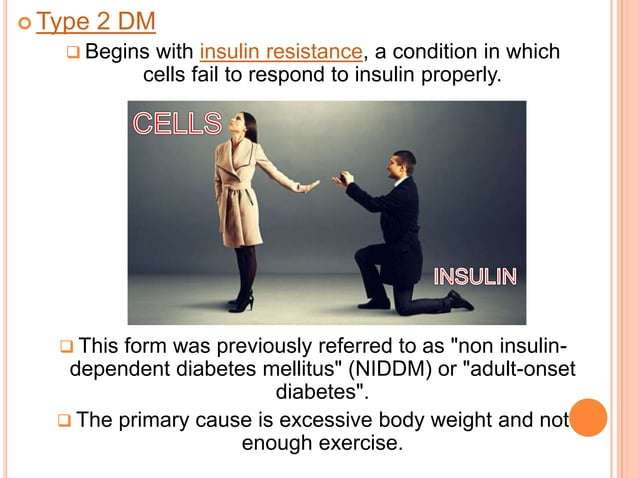 Type 2 DM
Begins with insulin resistance, a condition in which
cells fail to respond to insulin properly.
CELLS
INSULIN
This form was previously referred to as "non insulin-
dependent diabetes mellitus" (NIDDM) or "adult-onset
diabetes".
The primary cause is excessive body weight and not
enough exercise.